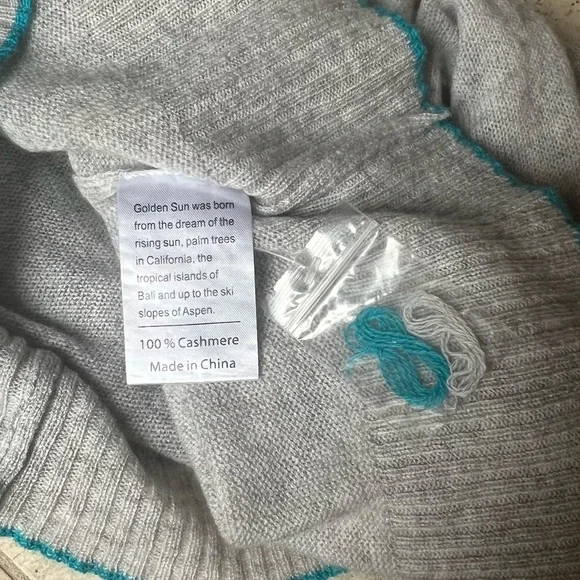 Golden Sun was born
from the dream of the
rising sun, palm trees
in California, the
tropical islands of
Bali and up to the ski
slopes of Aspen.
100 % Cashmere
Made in China